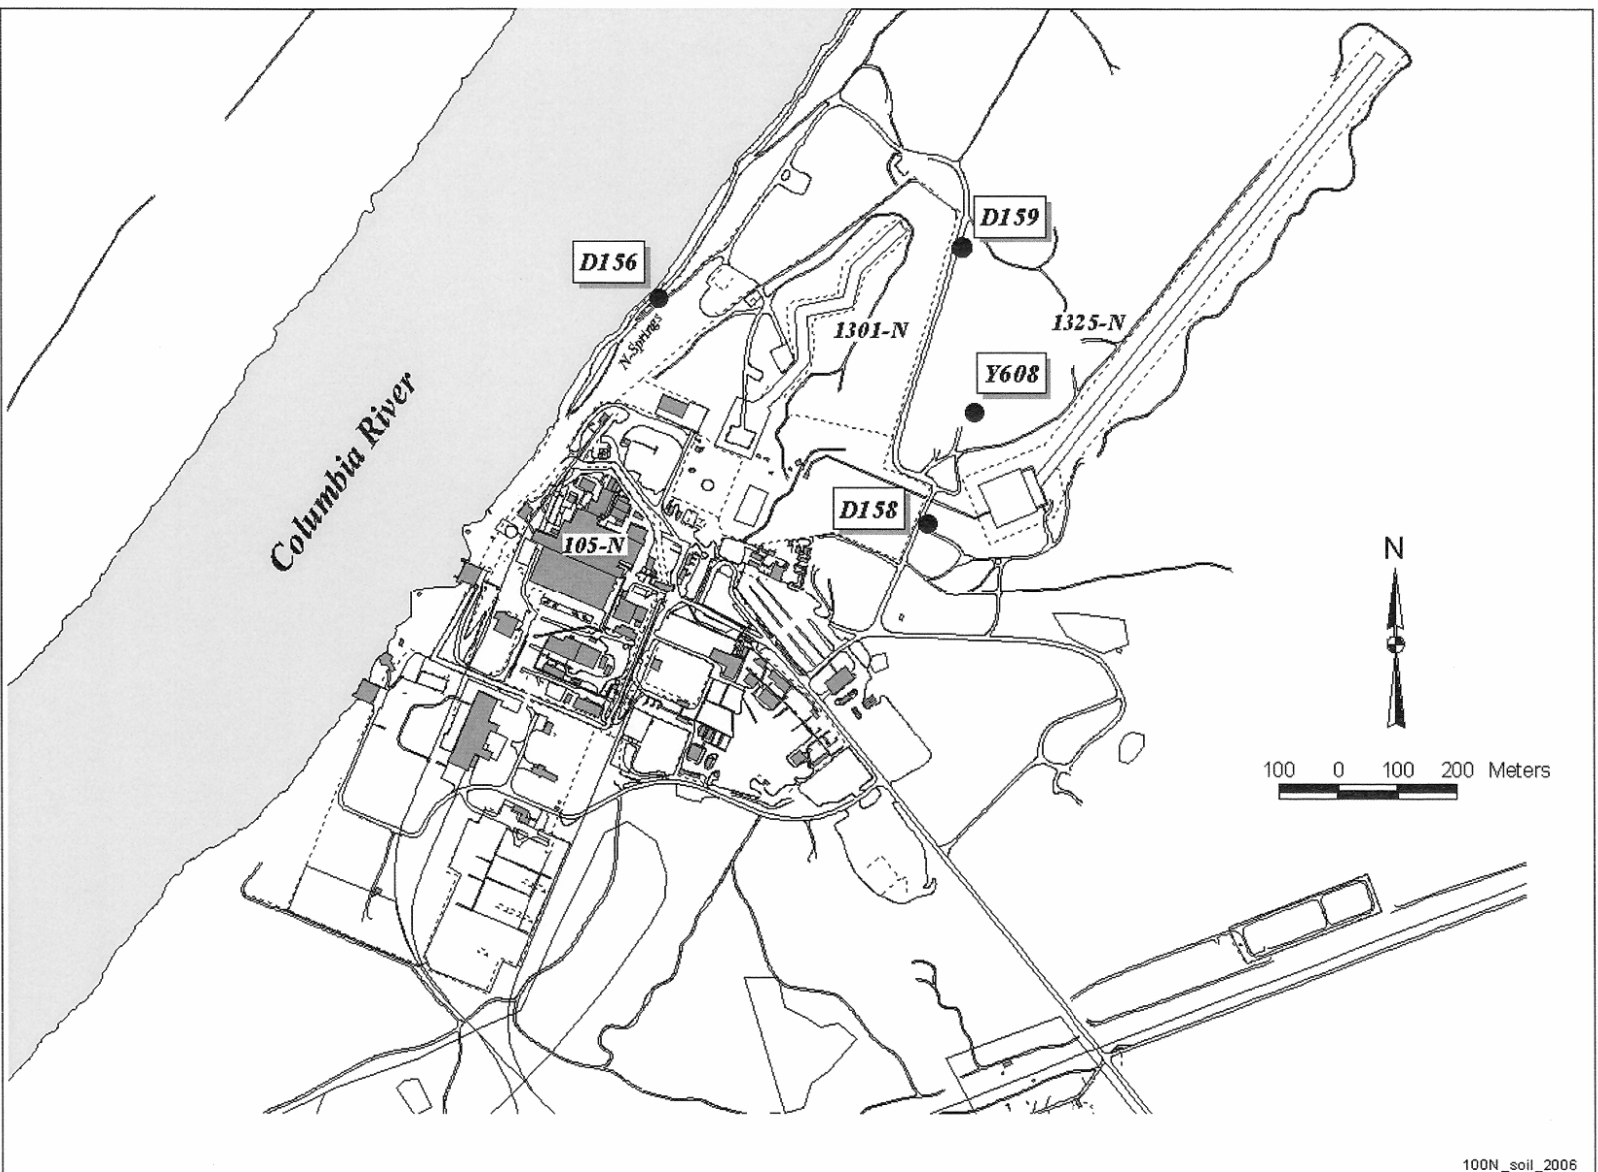 D159
D156
N-Springs
1301-N
1325-N
Y608
Columbia River
D158
105-N
N
100 0 100 200 Meters
100N_soil_2006